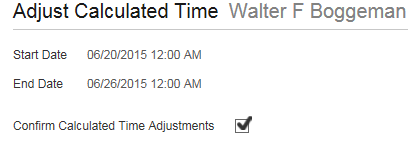 Adjust Calculated Time Walter F Boggeman
Start Date 06/20/2015 12:00 AM
End Date 06/26/2015 12:00 AM
Confirm Calculated Time Adjustments